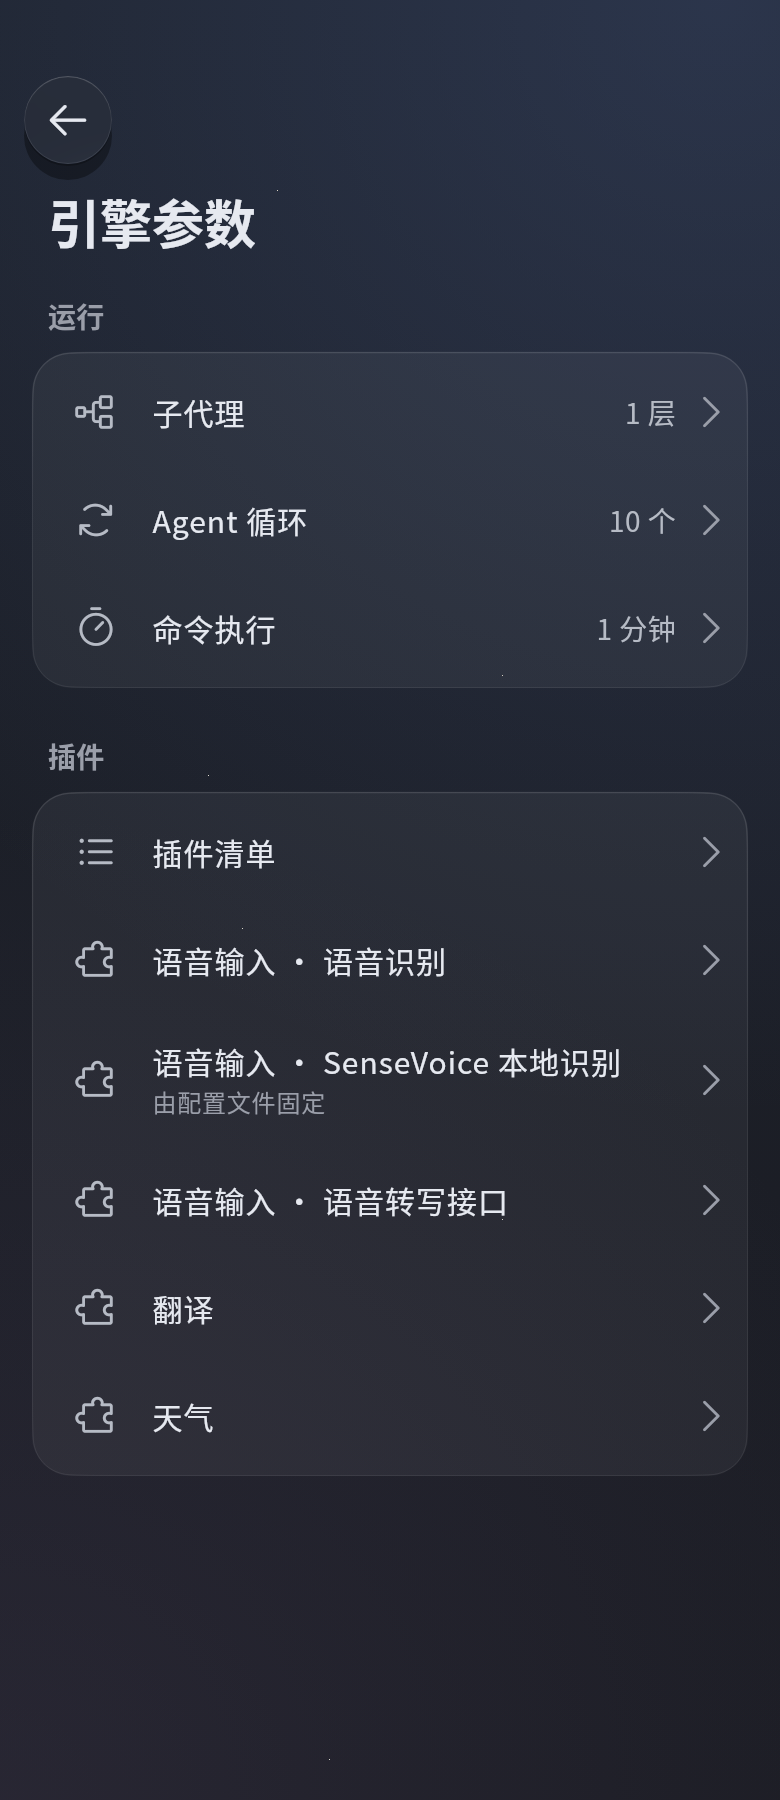 引擎参数
运行
子代理 1 层
Agent 循环 10 个
命令执行 1 分钟
插件
插件清单
语音输入 · 语音识别
语音输入 · SenseVoice 本地识别
由配置文件固定
语音输入 · 语音转写接口
翻译
天气